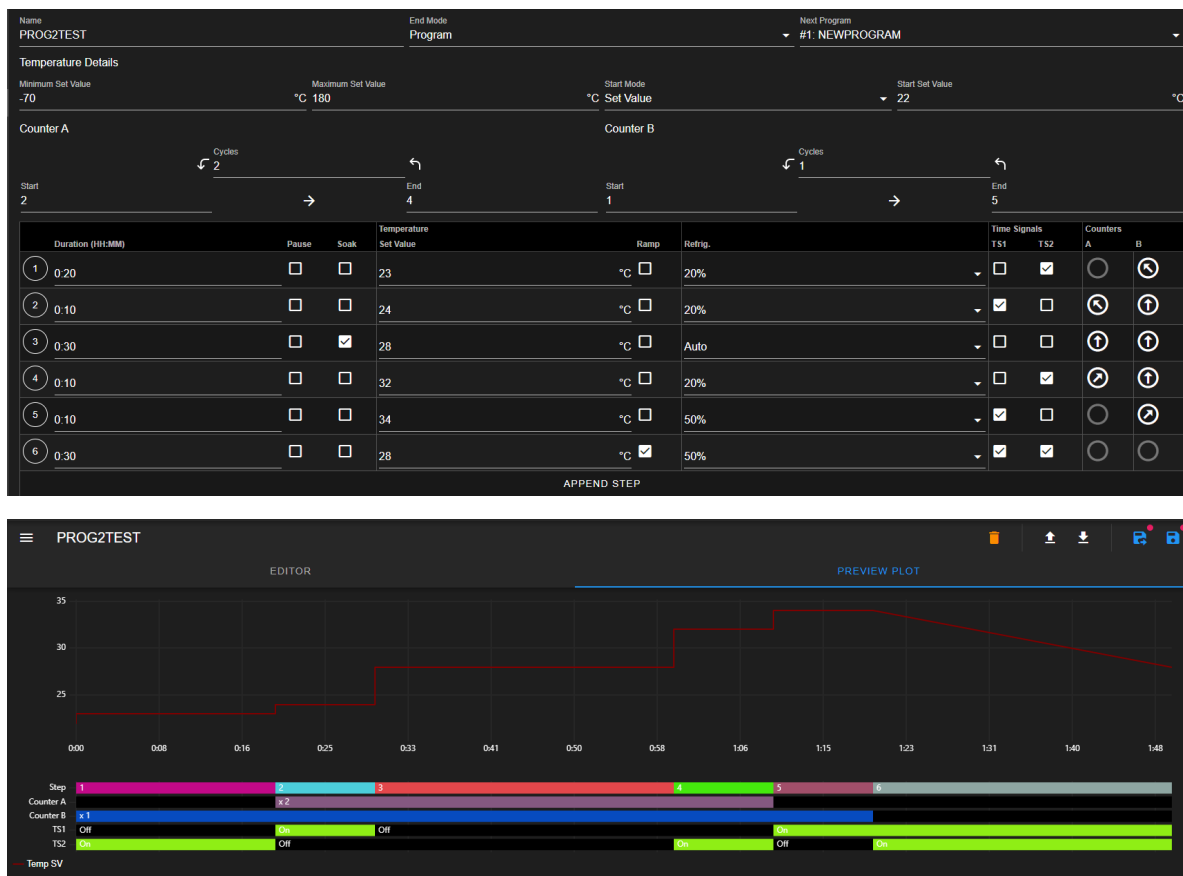 Name End Mode Next Program
PROG2TEST Program #1: NEWPROGRAM
Temperature Details
Minimum Set Value Maximum Set Value Start Mode Start Set Value
-70 °C 180 °C Set Value 22 °C
Counter A Counter B
Cycles Cycles
2 1
Start End Start End
2 → 4 1 → 5
Temperature Time Signals Counters
Duration (HH:MM) Pause Soak Set Value Ramp Refrig. TS1 TS2 A B
1 0:20 23 °C 20%
2 0:10 24 °C 20%
3 0:30 28 °C Auto
4 0:10 32 °C 20%
5 0:10 34 °C 50%
6 0:30 28 °C 50%
APPEND STEP
PROG2TEST
EDITOR PREVIEW PLOT
35
30
25
0:00 0:08 0:16 0:25 0:33 0:41 0:50 0:58 1:06 1:15 1:23 1:31 1:40 1:48
Step 1 2 3 4 5 6
Counter A x 2
Counter B x 1
TS1 Off On Off On
TS2 On Off On Off On
Temp SV